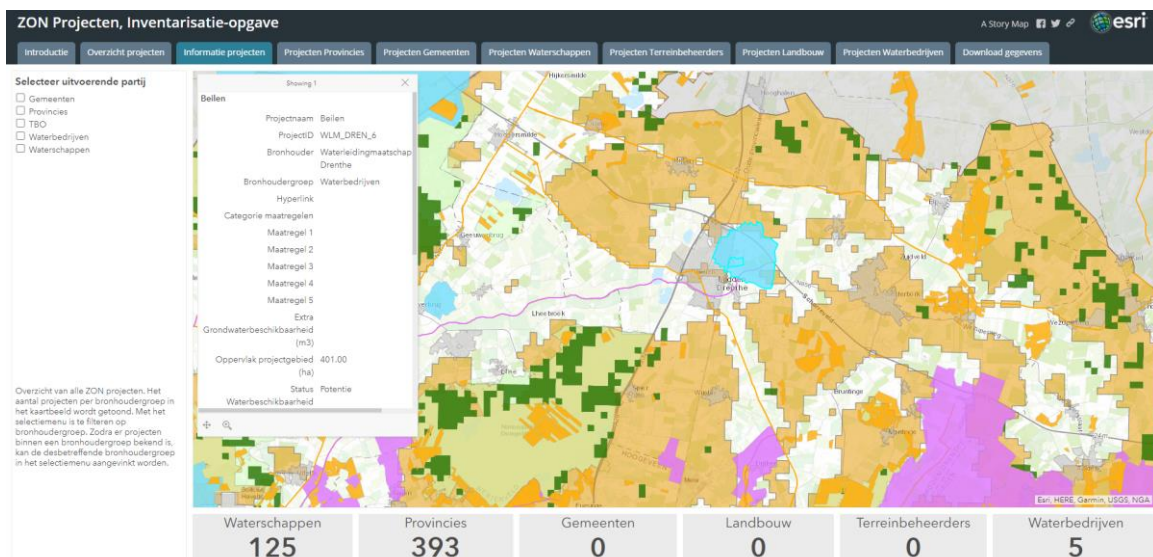 ZON Projecten, Inventarisatie-opgave
A Story Map
esri
Introductie
Overzicht projecten
Informatie projecten
Projecten Provincies
Projecten Gemeenten
Projecten Waterschappen
Projecten Terreinbeheerders
Projecten Landbouw
Projecten Waterbedrijven
Download gegevens
Selecteer uitvoerende partij
Gemeenten
Provincies
TBO
Waterbedrijven
Waterschappen
Overzicht van alle ZON projecten. Het
aantal projecten per bronhoudergroep in
het kaartbeeld wordt getoond. Met het
selectiemenu is te filteren op
bronhoudergroep. Zodra er projecten
binnen een bronhoudergroep bekend is,
kan de desbetreffende bronhoudergroep
in het selectiemenu aangevinkt worden.
Showing 1
Beilen
Projectnaam Beilen
ProjectID WLM_DREN_6
Bronhouder Waterleidingmaatschap
Drenthe
Bronhoudergroep Waterbedrijven
Hyperlink
Categorie maatregelen
Maatregel 1
Maatregel 2
Maatregel 3
Maatregel 4
Maatregel 5
Extra
Grondwaterbeschikbaarheid
(m3)
Oppervlak projectgebied 401.00
(ha)
Status Potentie
Waterbeschikbaarheid
Hijkersmilde
Lheebroek
Esri, HERE, Garmin, USGS, NGA
Waterschappen
125
Provincies
393
Gemeenten
0
Landbouw
0
Terreinbeheerders
0
Waterbedrijven
5